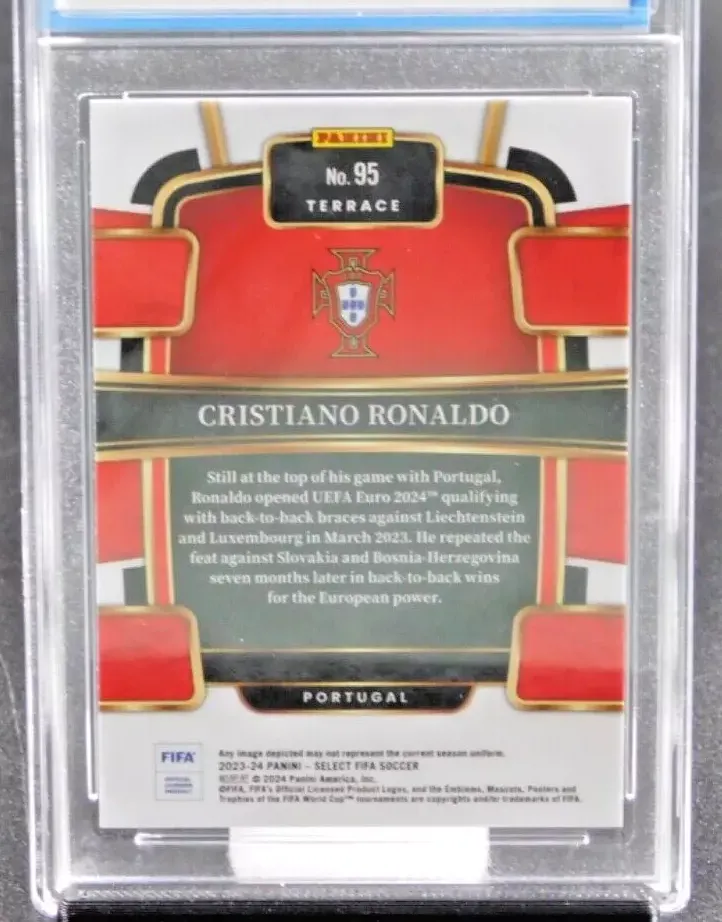 PANINI
No. 95
TERRACE
CRISTIANO RONALDO
Still at the top of his game with Portugal,
Ronaldo opened UEFA Euro 2024™ qualifying
with back-to-back braces against Liechtenstein
and Luxembourg in March 2023. He repeated the
feat against Slovakia and Bosnia-Herzegovina
seven months later in back-to-back wins
for the European power.
PORTUGAL
FIFA®
OFFICIAL
LICENSED
PRODUCT
Any image depicted may not represent the current season uniform.
2023-24 PANINI – SELECT FIFA SOCCER
© 2024 Panini America, Inc.
©FIFA, FIFA's Official Licensed Product Logos, and the Emblems, Mascots, Posters and
Trophies of the FIFA World Cup™ tournaments are copyrights and/or trademarks of FIFA.